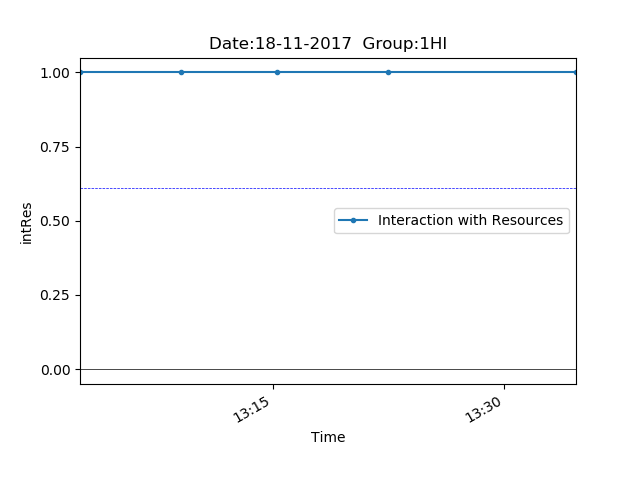 Date:18-11-2017  Group:1HI
1.00
0.75
0.50
0.25
0.00
intRes
Interaction with Resources
13:15
13:30
Time